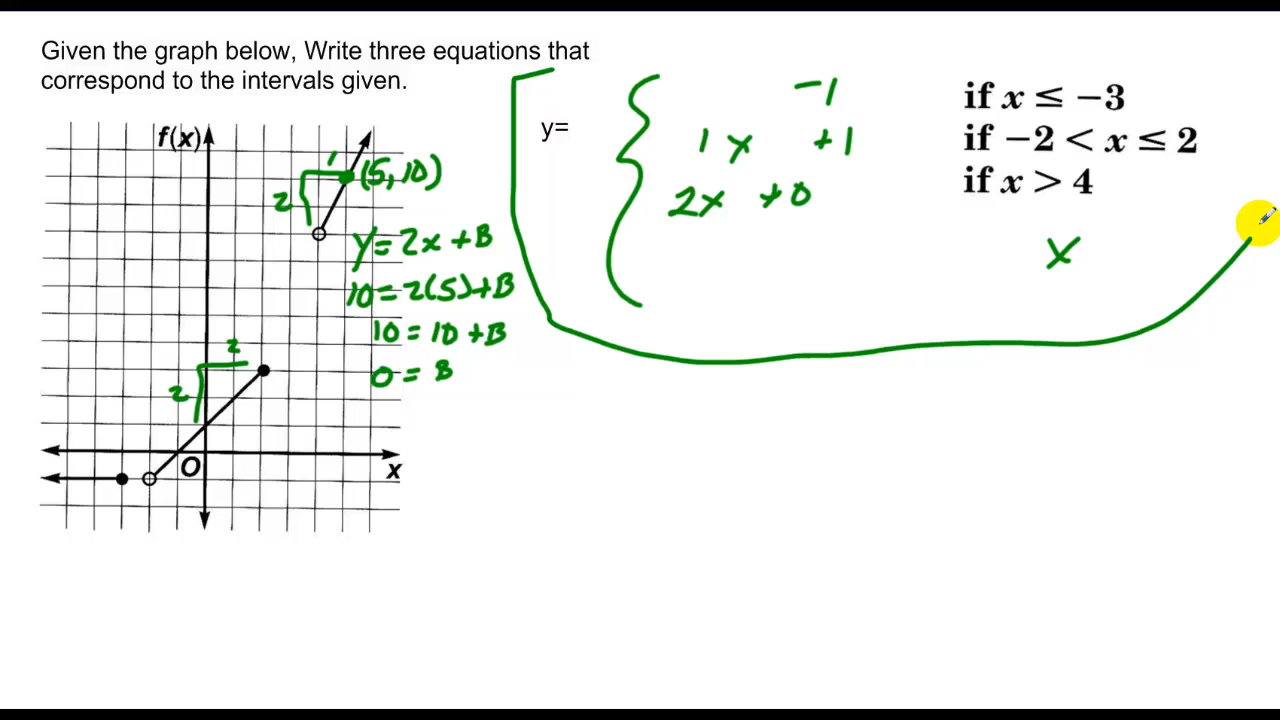 Given the graph below, Write three equations that
correspond to the intervals given.
y=
-1
1x +1
2x +0
if x ≤ −3
if −2 < x ≤ 2
if x > 4
x
f(x)
1
(5, 10)
2
y = 2x + B
10 = 2(5) + B
10 = 10 + B
0 = B
2
2
O
x